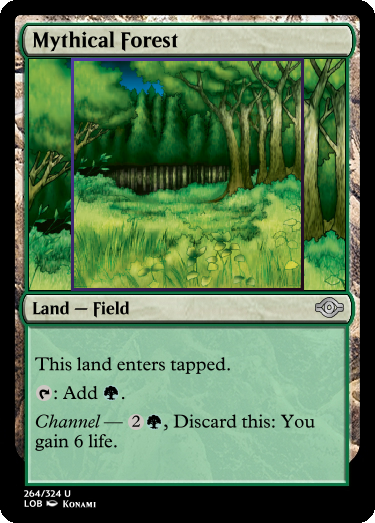 Mythical Forest
Land — Field
This land enters tapped.
: Add .
Channel — 2, Discard this: You
gain 6 life.
264/324 U
LOB Konami